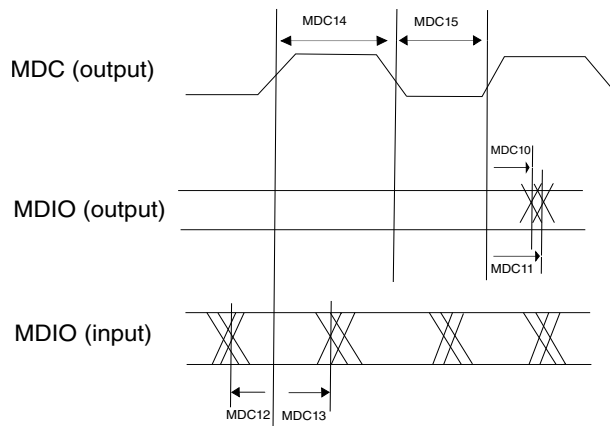 MDC14
MDC15
MDC (output)
MDC10
MDIO (output)
MDC11
MDIO (input)
MDC12
MDC13